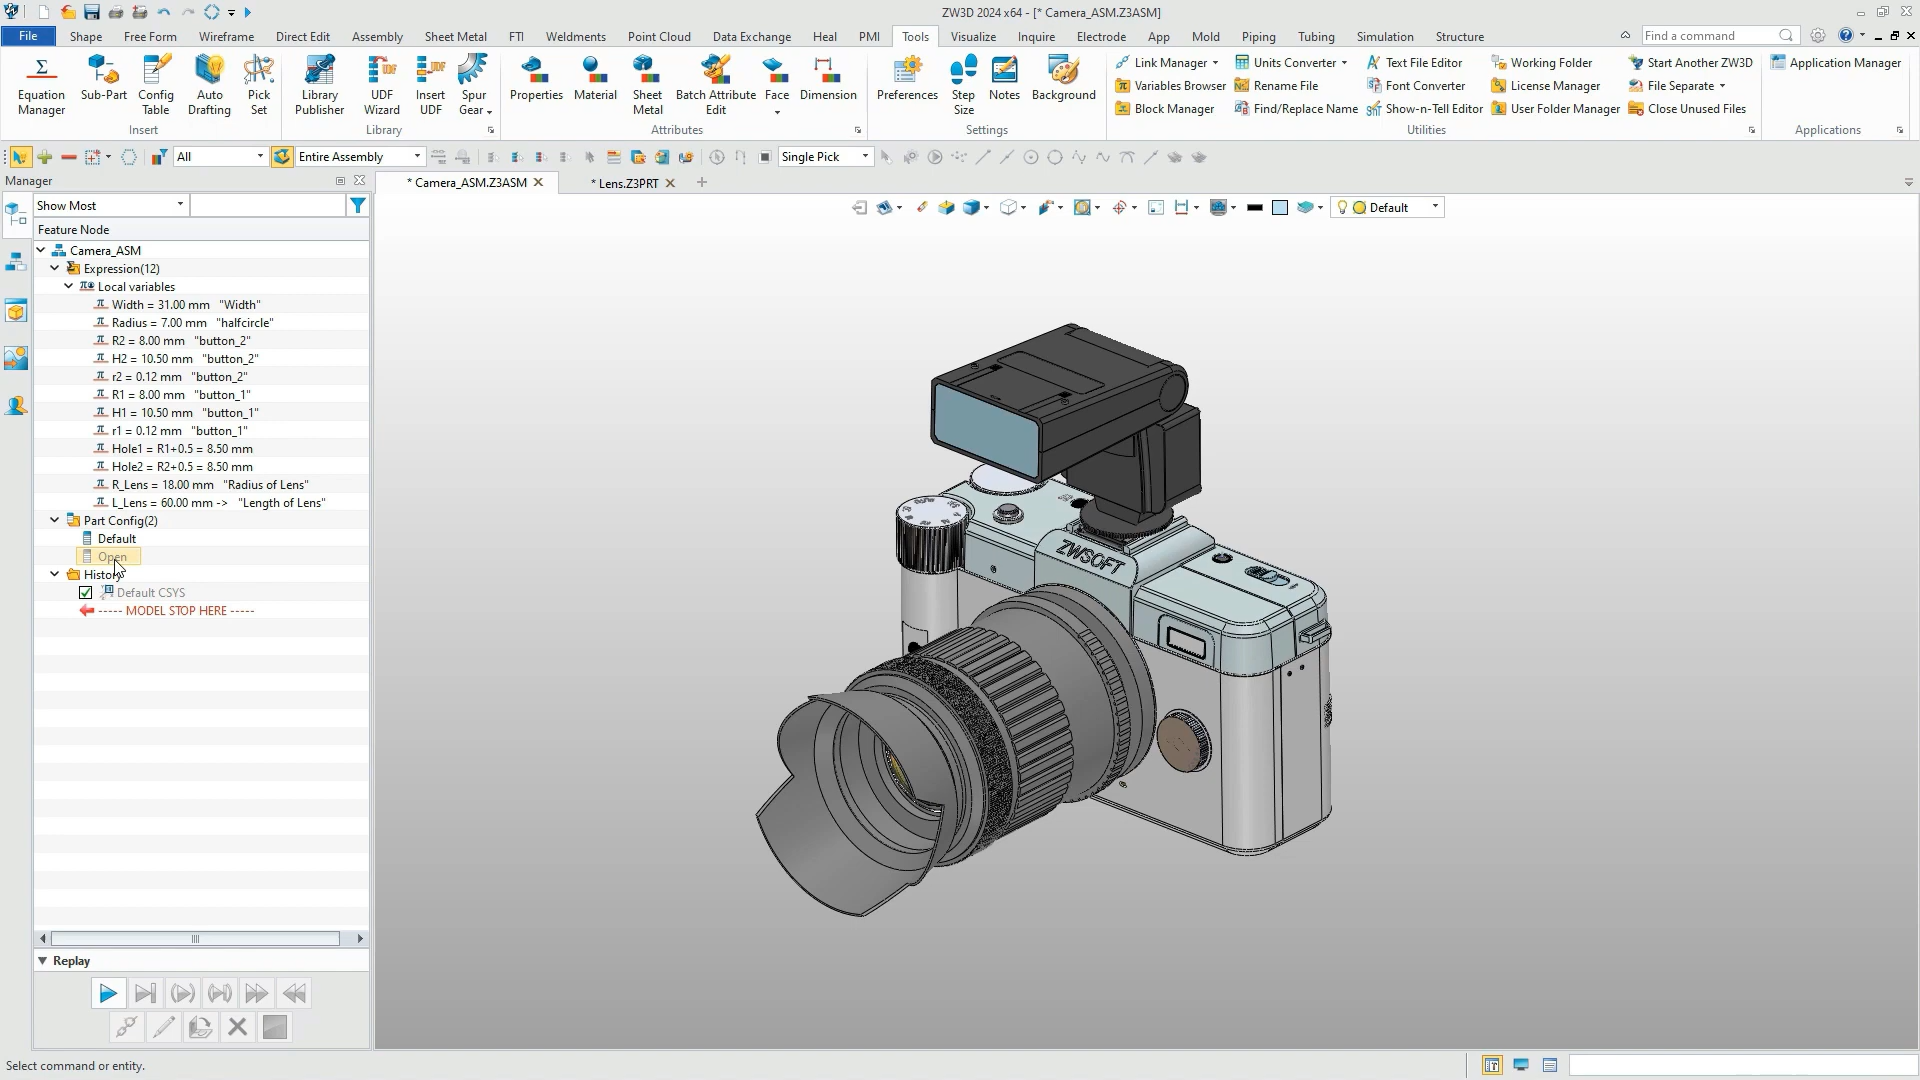 ZW3D 2024 x64 - [* Camera_ASM.Z3ASM]
File Shape Free Form Wireframe Direct Edit Assembly Sheet Metal FTI Weldments Point Cloud Data Exchange Heal PMI Tools Visualize Inquire Electrode App Mold Piping Tubing Simulation Structure Find a command
Equation Manager
Sub-Part
Config Table
Auto Drafting
Pick Set
Insert
Library Publisher
UDF Wizard
Insert UDF
Spur Gear
Library
Properties
Material
Sheet Metal
Batch Attribute Edit
Face
Dimension
Attributes
Preferences
Step Size
Notes
Background
Settings
Link Manager Units Converter Text File Editor Working Folder Start Another ZW3D
Variables Browser Rename File Font Converter License Manager File Separate
Block Manager Find/Replace Name Show-n-Tell Editor User Folder Manager Close Unused Files
Utilities
Application Manager
Applications
All Entire Assembly Single Pick
Manager
* Camera_ASM.Z3ASM * Lens.Z3PRT
Show Most
Default
Feature Node
Camera_ASM
Expression(12)
Local variables
Width = 31.00 mm "Width"
Radius = 7.00 mm "halfcircle"
R2 = 8.00 mm "button_2"
H2 = 10.50 mm "button_2"
r2 = 0.12 mm "button_2"
R1 = 8.00 mm "button_1"
H1 = 10.50 mm "button_1"
r1 = 0.12 mm "button_1"
Hole1 = R1+0.5 = 8.50 mm
Hole2 = R2+0.5 = 8.50 mm
R_Lens = 18.00 mm "Radius of Lens"
L_Lens = 60.00 mm -> "Length of Lens"
Part Config(2)
Default
Open
History
Default CSYS
----- MODEL STOP HERE -----
ZWSOFT
Replay
Select command or entity.